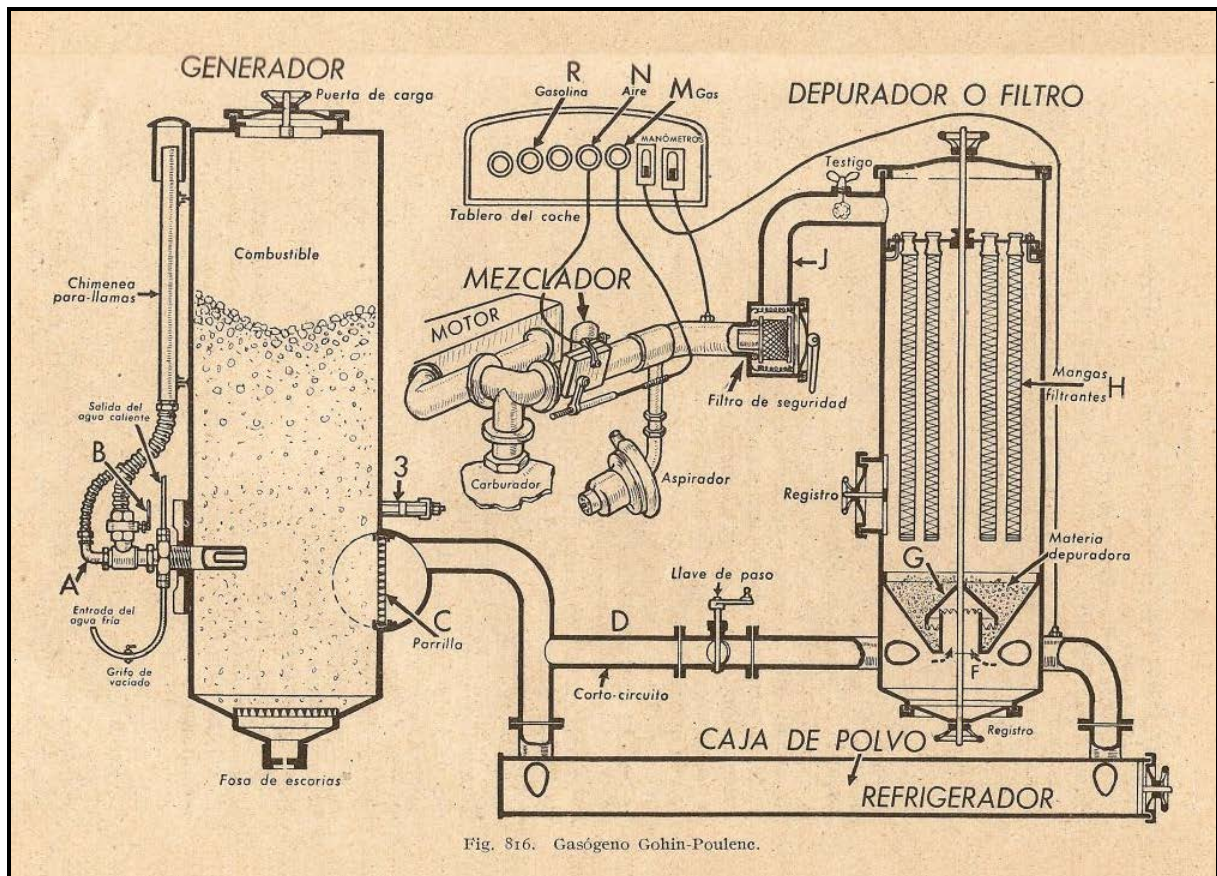 GENERADOR
Puerta de carga
R
Gasolina
N
Aire
M Gas
MANÓMETROS
Tablero del coche
DEPURADOR O FILTRO
Testigo
J
Combustible
Chimenea
para-llamas
MEZCLADOR
MOTOR
Filtro de seguridad
Mangas
filtrantes
H
Salida del
agua caliente
B
3
Carburador
Aspirador
Registro
Materia
depuradora
G
A
Entrada del
agua fría
Grifo de
vaciado
C
Parrilla
Llave de paso
D
Corto-circuito
F
Registro
Fosa de escorias
CAJA DE POLVO
REFRIGERADOR
Fig. 816. Gasógeno Gohin-Poulenc.